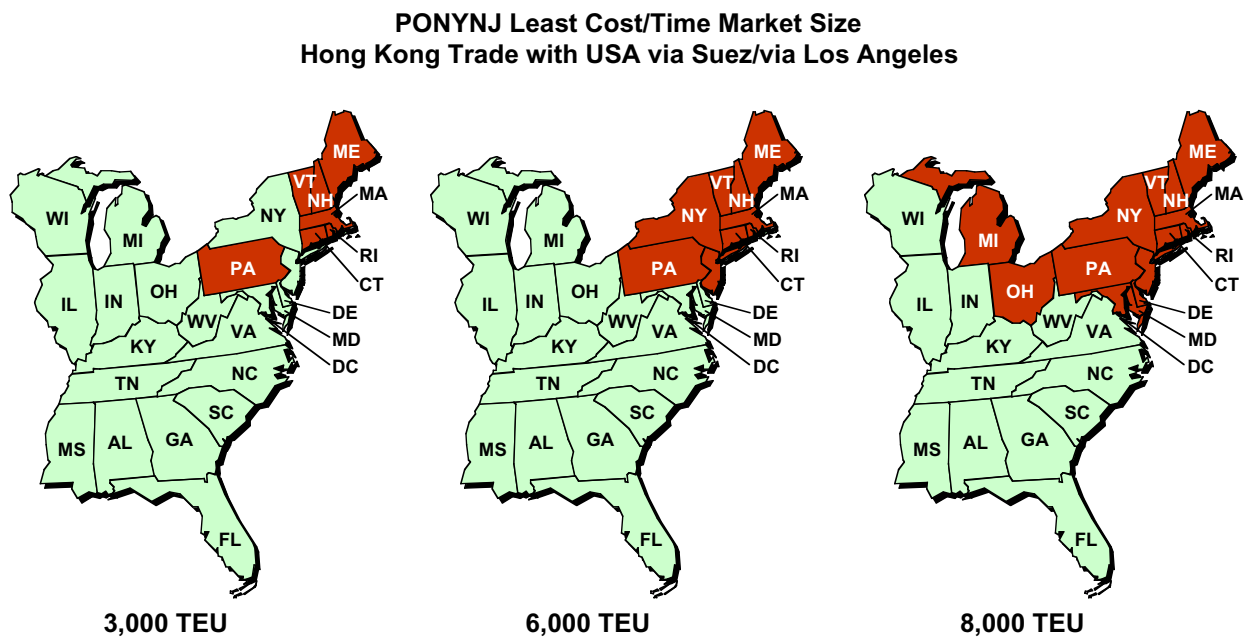 PONYNJ Least Cost/Time Market Size
Hong Kong Trade with USA via Suez/via Los Angeles
ME
VT
NH
MA
WI
NY
MI
RI
PA
CT
IL
IN
OH
DE
WV
VA
MD
KY
DC
NC
TN
SC
MS
AL
GA
FL
3,000 TEU
ME
VT
NH
MA
WI
NY
MI
RI
PA
CT
IL
IN
OH
DE
WV
VA
MD
KY
DC
NC
TN
SC
MS
AL
GA
FL
6,000 TEU
ME
VT
NH
MA
WI
NY
MI
RI
PA
CT
IL
IN
OH
DE
WV
VA
MD
KY
DC
NC
TN
SC
MS
AL
GA
FL
8,000 TEU